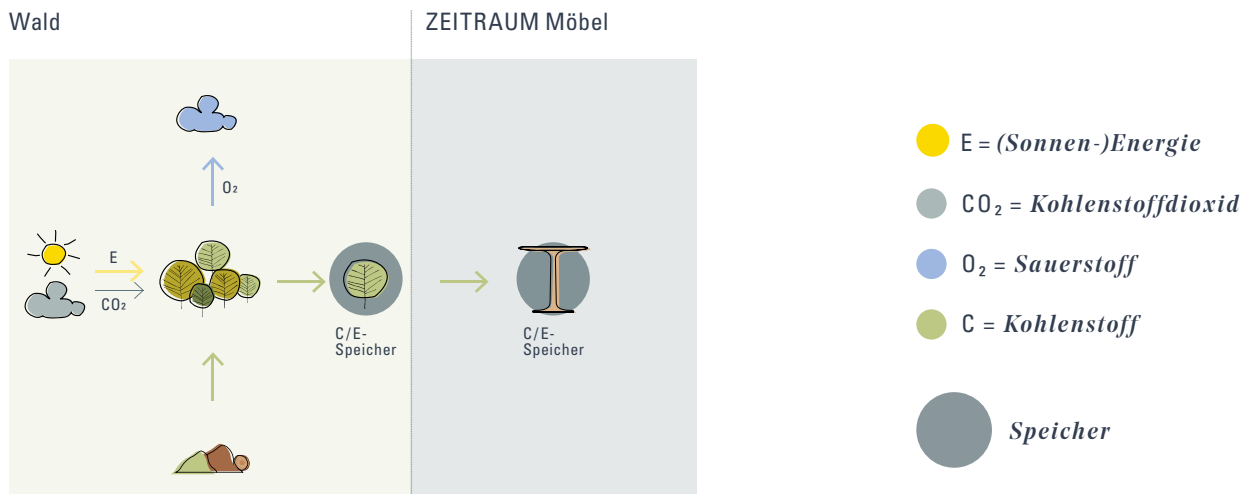 Wald
ZEITRAUM Möbel
O₂
E
CO₂
C/E-
Speicher
C/E-
Speicher
E = (Sonnen-)Energie
CO₂ = Kohlenstoffdioxid
O₂ = Sauerstoff
C = Kohlenstoff
Speicher